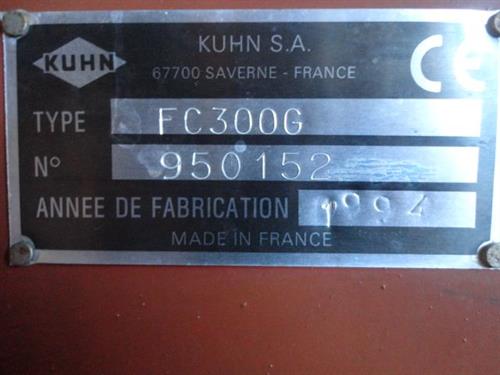 KUHN
KUHN S.A.
67700 SAVERNE - FRANCE
CE
TYPE FC300G
N° 950152
ANNEE DE FABRICATION 1994
MADE IN FRANCE